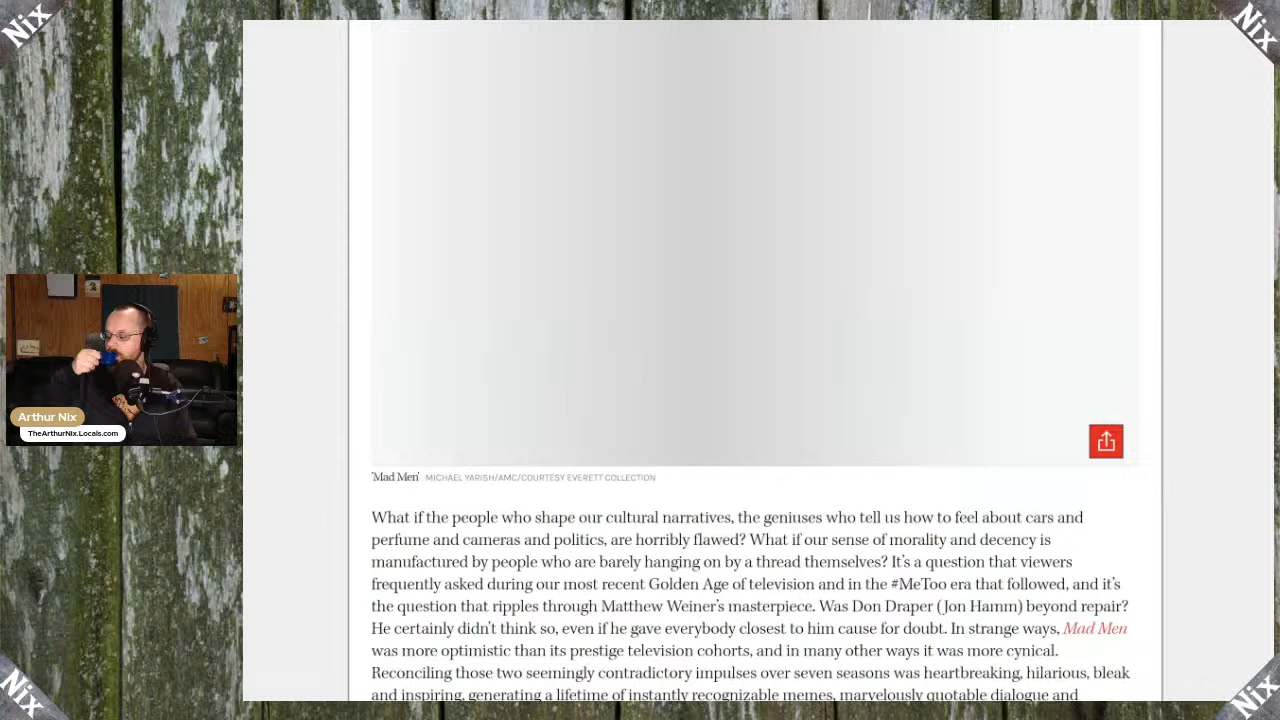 Nix
Nix
Arthur Nix
TheArthurNix.Locals.com
'Mad Men' MICHAEL YARISH/AMC/COURTESY EVERETT COLLECTION
What if the people who shape our cultural narratives, the geniuses who tell us how to feel about cars and
perfume and cameras and politics, are horribly flawed? What if our sense of morality and decency is
manufactured by people who are barely hanging on by a thread themselves? It's a question that viewers
frequently asked during our most recent Golden Age of television and in the #MeToo era that followed, and it's
the question that ripples through Matthew Weiner's masterpiece. Was Don Draper (Jon Hamm) beyond repair?
He certainly didn't think so, even if he gave everybody closest to him cause for doubt. In strange ways, Mad Men
was more optimistic than its prestige television cohorts, and in many other ways it was more cynical.
Reconciling those two seemingly contradictory impulses over seven seasons was heartbreaking, hilarious, bleak
and inspiring, generating a lifetime of instantly recognizable memes, marvelously quotable dialogue and
Nix
Nix